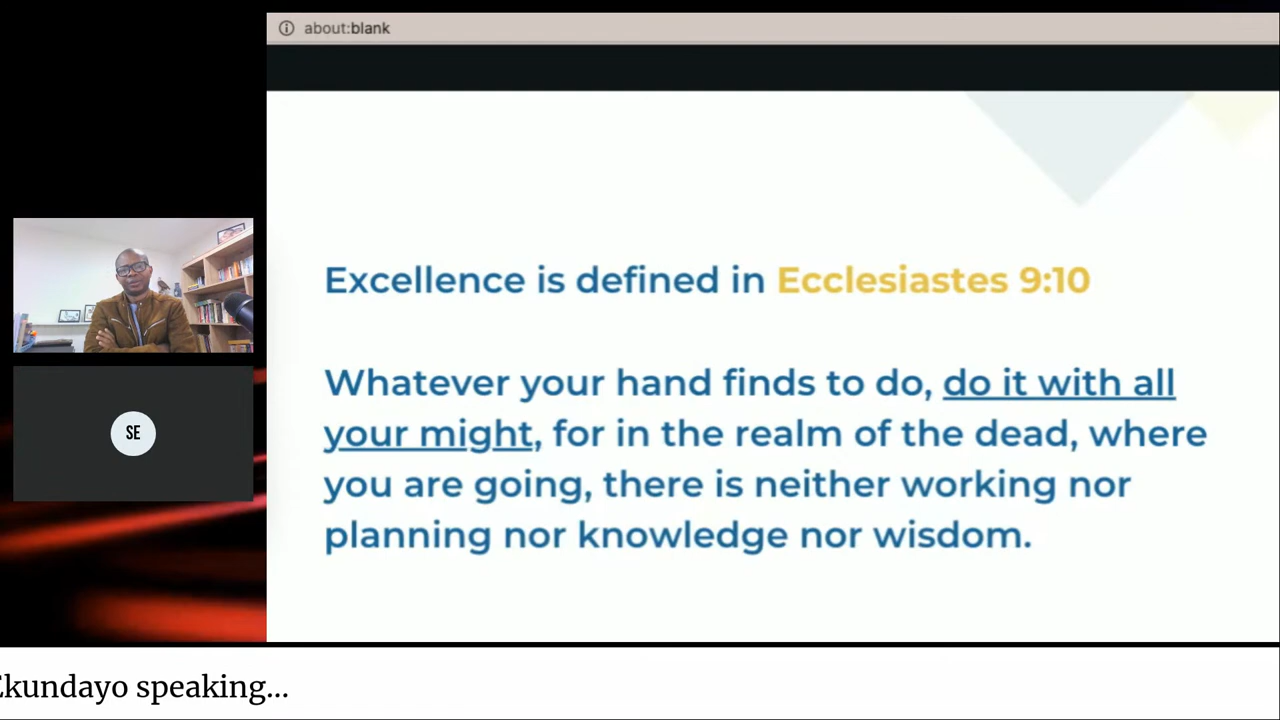 about:blank
Excellence is defined in Ecclesiastes 9:10
Whatever your hand finds to do, do it with all
your might, for in the realm of the dead, where
you are going, there is neither working nor
planning nor knowledge nor wisdom.
SE
Ekundayo speaking...